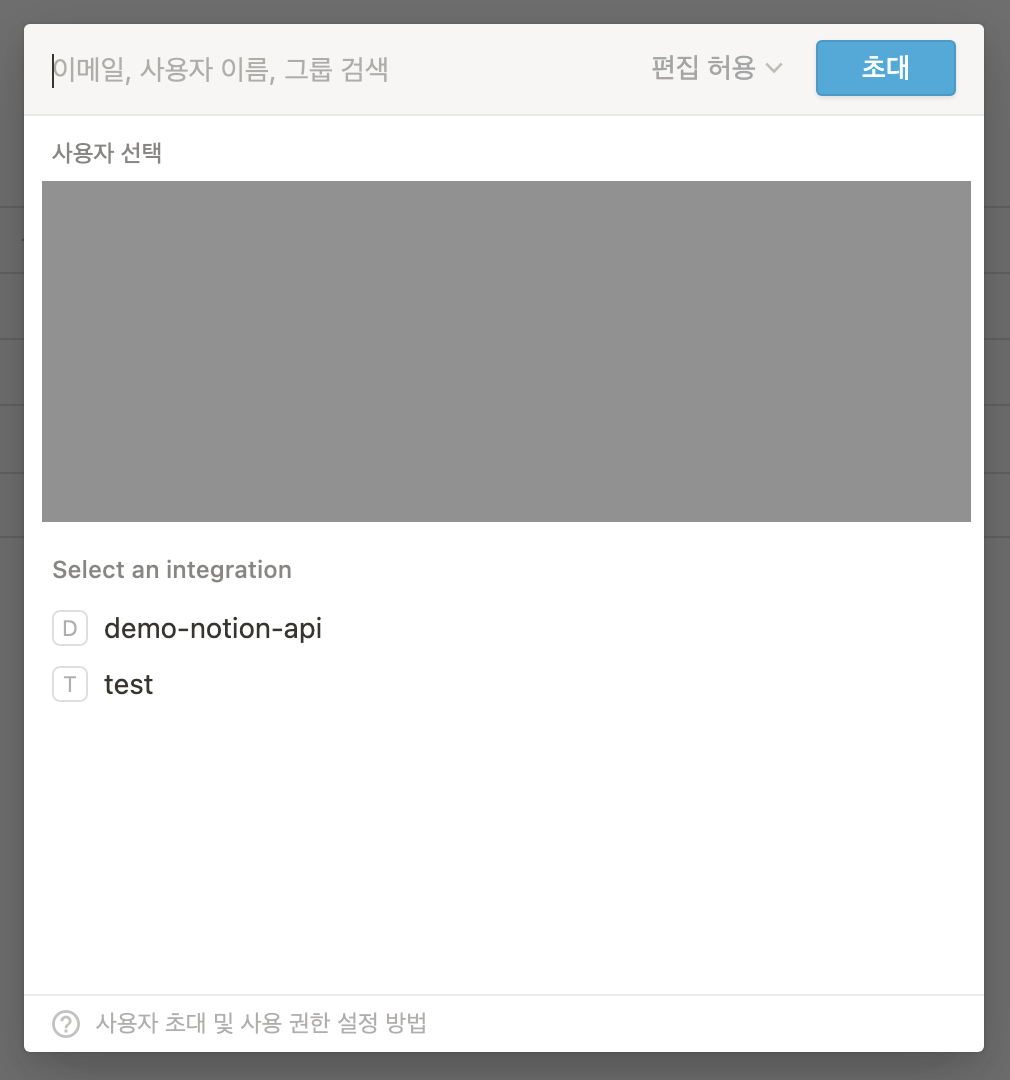 이메일, 사용자 이름, 그룹 검색 편집 허용 초대
사용자 선택
Select an integration
D demo-notion-api
T test
? 사용자 초대 및 사용 권한 설정 방법